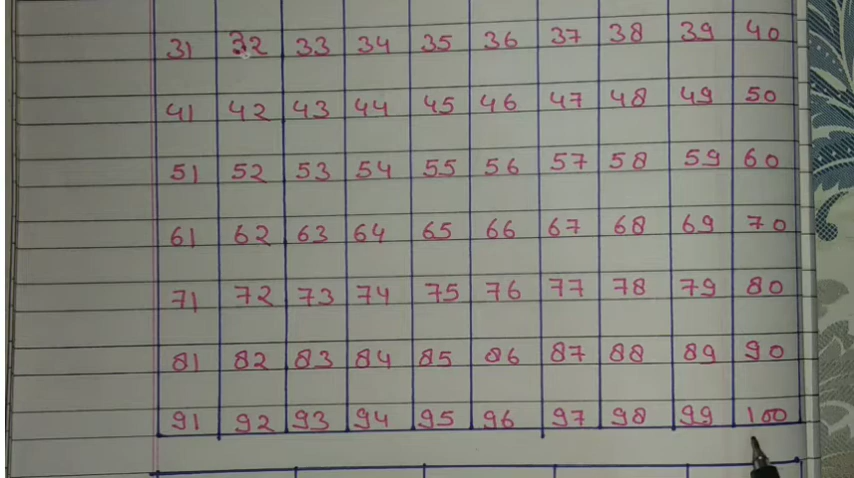 31 32 33 34 35 36 37 38 39 40
41 42 43 44 45 46 47 48 49 50
51 52 53 54 55 56 57 58 59 60
61 62 63 64 65 66 67 68 69 70
71 72 73 74 75 76 77 78 79 80
81 82 83 84 85 86 87 88 89 90
91 92 93 94 95 96 97 98 99 100